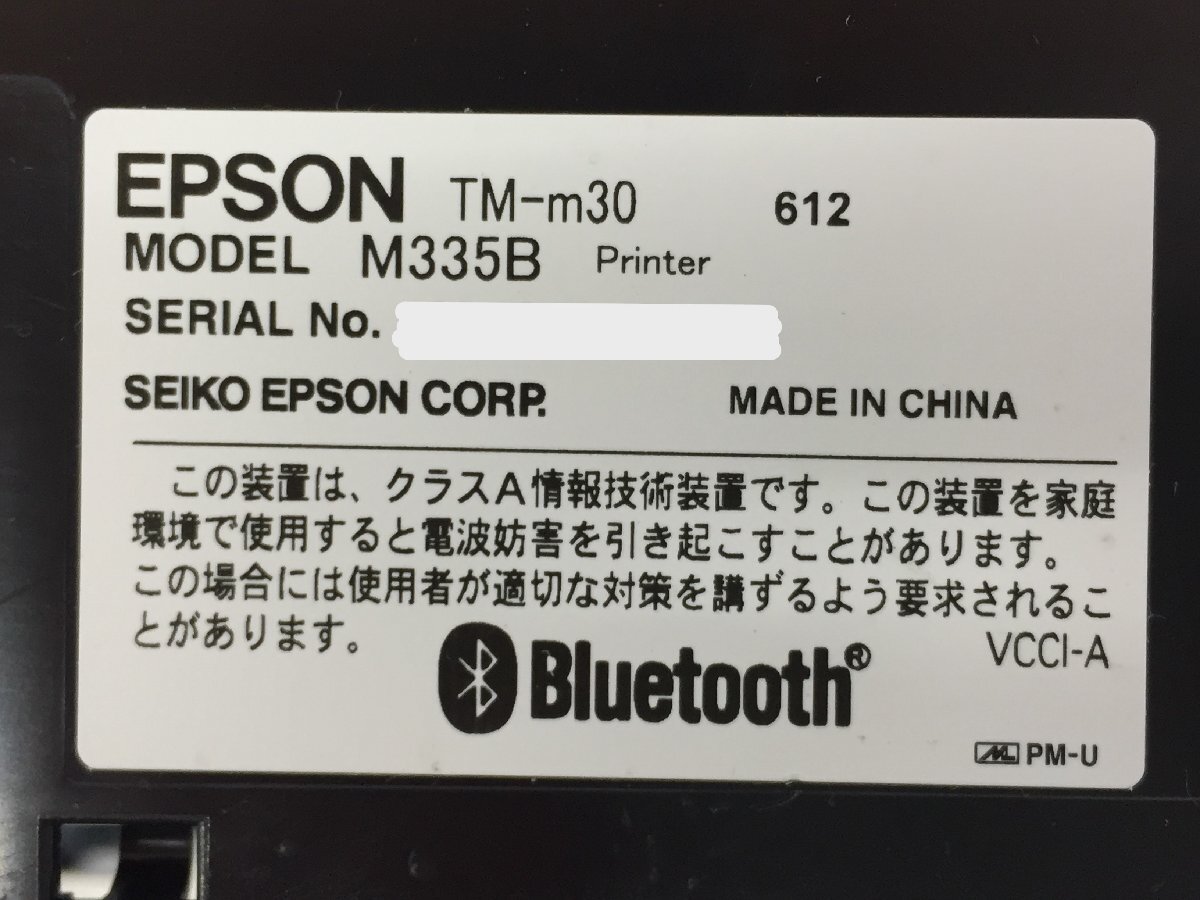 EPSON TM-m30 612
MODEL M335B Printer
SERIAL No.
SEIKO EPSON CORP. MADE IN CHINA
この装置は、クラスA情報技術装置です。この装置を家庭
環境で使用すると電波妨害を引き起こすことがあります。
この場合には使用者が適切な対策を講ずるよう要求されるこ
とがあります。
VCCI-A
Bluetooth®
ML PM-U